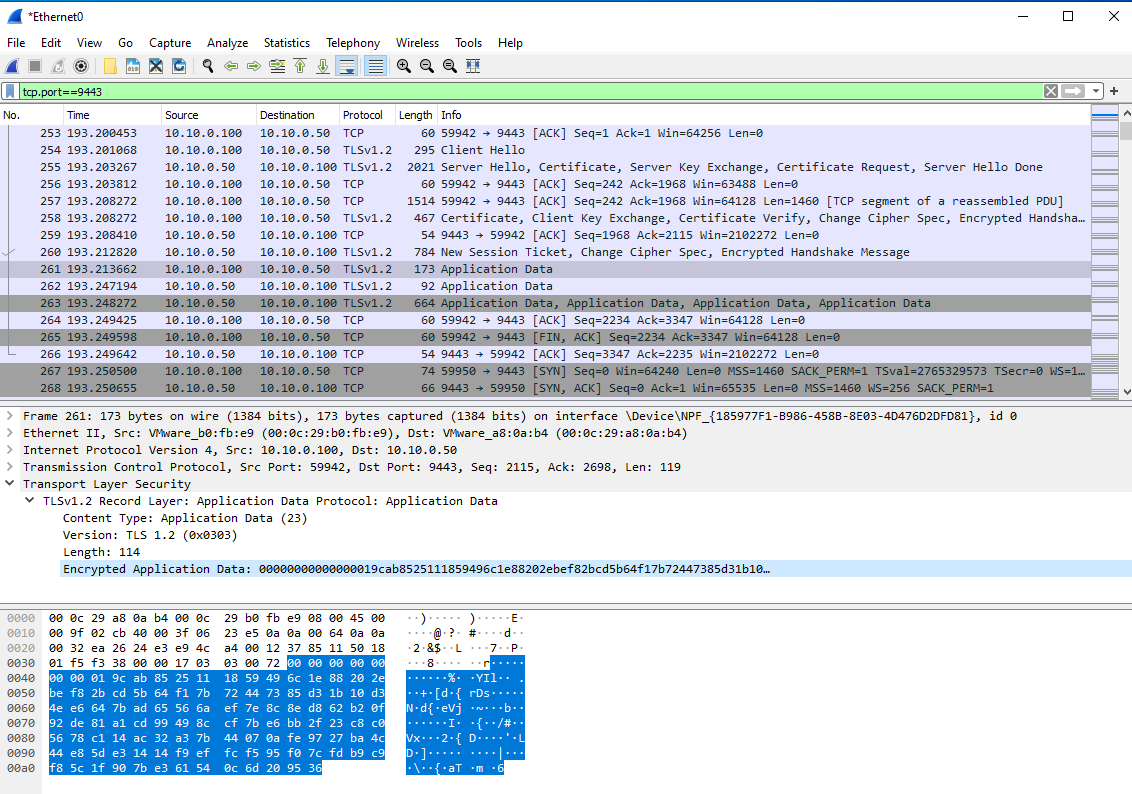 *Ethernet0
File Edit View Go Capture Analyze Statistics Telephony Wireless Tools Help
tcp.port==9443
No. Time Source Destination Protocol Length Info
253 193.200453 10.10.0.100 10.10.0.50 TCP 60 59942 → 9443 [ACK] Seq=1 Ack=1 Win=64256 Len=0
254 193.201068 10.10.0.100 10.10.0.50 TLSv1.2 295 Client Hello
255 193.203267 10.10.0.50 10.10.0.100 TLSv1.2 2021 Server Hello, Certificate, Server Key Exchange, Certificate Request, Server Hello Done
256 193.203812 10.10.0.100 10.10.0.50 TCP 60 59942 → 9443 [ACK] Seq=242 Ack=1968 Win=63488 Len=0
257 193.208272 10.10.0.100 10.10.0.50 TCP 1514 59942 → 9443 [ACK] Seq=242 Ack=1968 Win=64128 Len=1460 [TCP segment of a reassembled PDU]
258 193.208272 10.10.0.100 10.10.0.50 TLSv1.2 467 Certificate, Client Key Exchange, Certificate Verify, Change Cipher Spec, Encrypted Handsha…
259 193.208410 10.10.0.50 10.10.0.100 TCP 54 9443 → 59942 [ACK] Seq=1968 Ack=2115 Win=2102272 Len=0
260 193.212820 10.10.0.50 10.10.0.100 TLSv1.2 784 New Session Ticket, Change Cipher Spec, Encrypted Handshake Message
261 193.213662 10.10.0.100 10.10.0.50 TLSv1.2 173 Application Data
262 193.247194 10.10.0.50 10.10.0.100 TLSv1.2 92 Application Data
263 193.248272 10.10.0.50 10.10.0.100 TLSv1.2 664 Application Data, Application Data, Application Data, Application Data
264 193.249425 10.10.0.100 10.10.0.50 TCP 60 59942 → 9443 [ACK] Seq=2234 Ack=3347 Win=64128 Len=0
265 193.249598 10.10.0.100 10.10.0.50 TCP 60 59942 → 9443 [FIN, ACK] Seq=2234 Ack=3347 Win=64128 Len=0
266 193.249642 10.10.0.50 10.10.0.100 TCP 54 9443 → 59942 [ACK] Seq=3347 Ack=2235 Win=2102272 Len=0
267 193.250500 10.10.0.100 10.10.0.50 TCP 74 59950 → 9443 [SYN] Seq=0 Win=64240 Len=0 MSS=1460 SACK_PERM=1 TSval=2765329573 TSecr=0 WS=1…
268 193.250655 10.10.0.50 10.10.0.100 TCP 66 9443 → 59950 [SYN, ACK] Seq=0 Ack=1 Win=65535 Len=0 MSS=1460 WS=256 SACK_PERM=1
Frame 261: 173 bytes on wire (1384 bits), 173 bytes captured (1384 bits) on interface \Device\NPF_{185977F1-B986-458B-8E03-4D476D2DFD81}, id 0
Ethernet II, Src: VMware_b0:fb:e9 (00:0c:29:b0:fb:e9), Dst: VMware_a8:0a:b4 (00:0c:29:a8:0a:b4)
Internet Protocol Version 4, Src: 10.10.0.100, Dst: 10.10.0.50
Transmission Control Protocol, Src Port: 59942, Dst Port: 9443, Seq: 2115, Ack: 2698, Len: 119
Transport Layer Security
TLSv1.2 Record Layer: Application Data Protocol: Application Data
Content Type: Application Data (23)
Version: TLS 1.2 (0x0303)
Length: 114
Encrypted Application Data: 00000000000000019cab8525111859496c1e88202ebef82bcd5b64f17b72447385d31b10…
0000 00 0c 29 a8 0a b4 00 0c 29 b0 fb e9 08 00 45 00 ··)····· )·····E·
0010 00 9f 02 cb 40 00 3f 06 23 e5 0a 0a 00 64 0a 0a ····@·?· #····d··
0020 00 32 ea 26 24 e3 e9 4c a4 00 12 37 85 11 50 18 ·2·&$··L ···7··P·
0030 01 f5 f3 38 00 00 17 03 03 00 72 00 00 00 00 00 ···8···· ··r·····
0040 00 00 01 9c ab 85 25 11 18 59 49 6c 1e 88 20 2e ······%· ·YIl·· .
0050 be f8 2b cd 5b 64 f1 7b 72 44 73 85 d3 1b 10 d3 ··+·[d·{ rDs·····
0060 4e e6 64 7b ad 65 56 6a ef 7e 8c 8e d8 62 b2 0f N·d{·eVj ·~···b··
0070 92 de 81 a1 cd 99 49 8c cf 7b e6 bb 2f 23 c8 c0 ······I· ·{··/#··
0080 56 78 c1 14 ac 32 a3 7b 44 07 0a fe 97 27 ba 4c Vx···2·{ D····'·L
0090 44 e8 5d e3 14 14 f9 ef fc f5 95 f0 7c fd b9 c9 D·]····· ····|···
00a0 f8 5c 1f 90 7b e3 61 54 0c 6d 20 95 36 ·\··{·aT ·m ·6